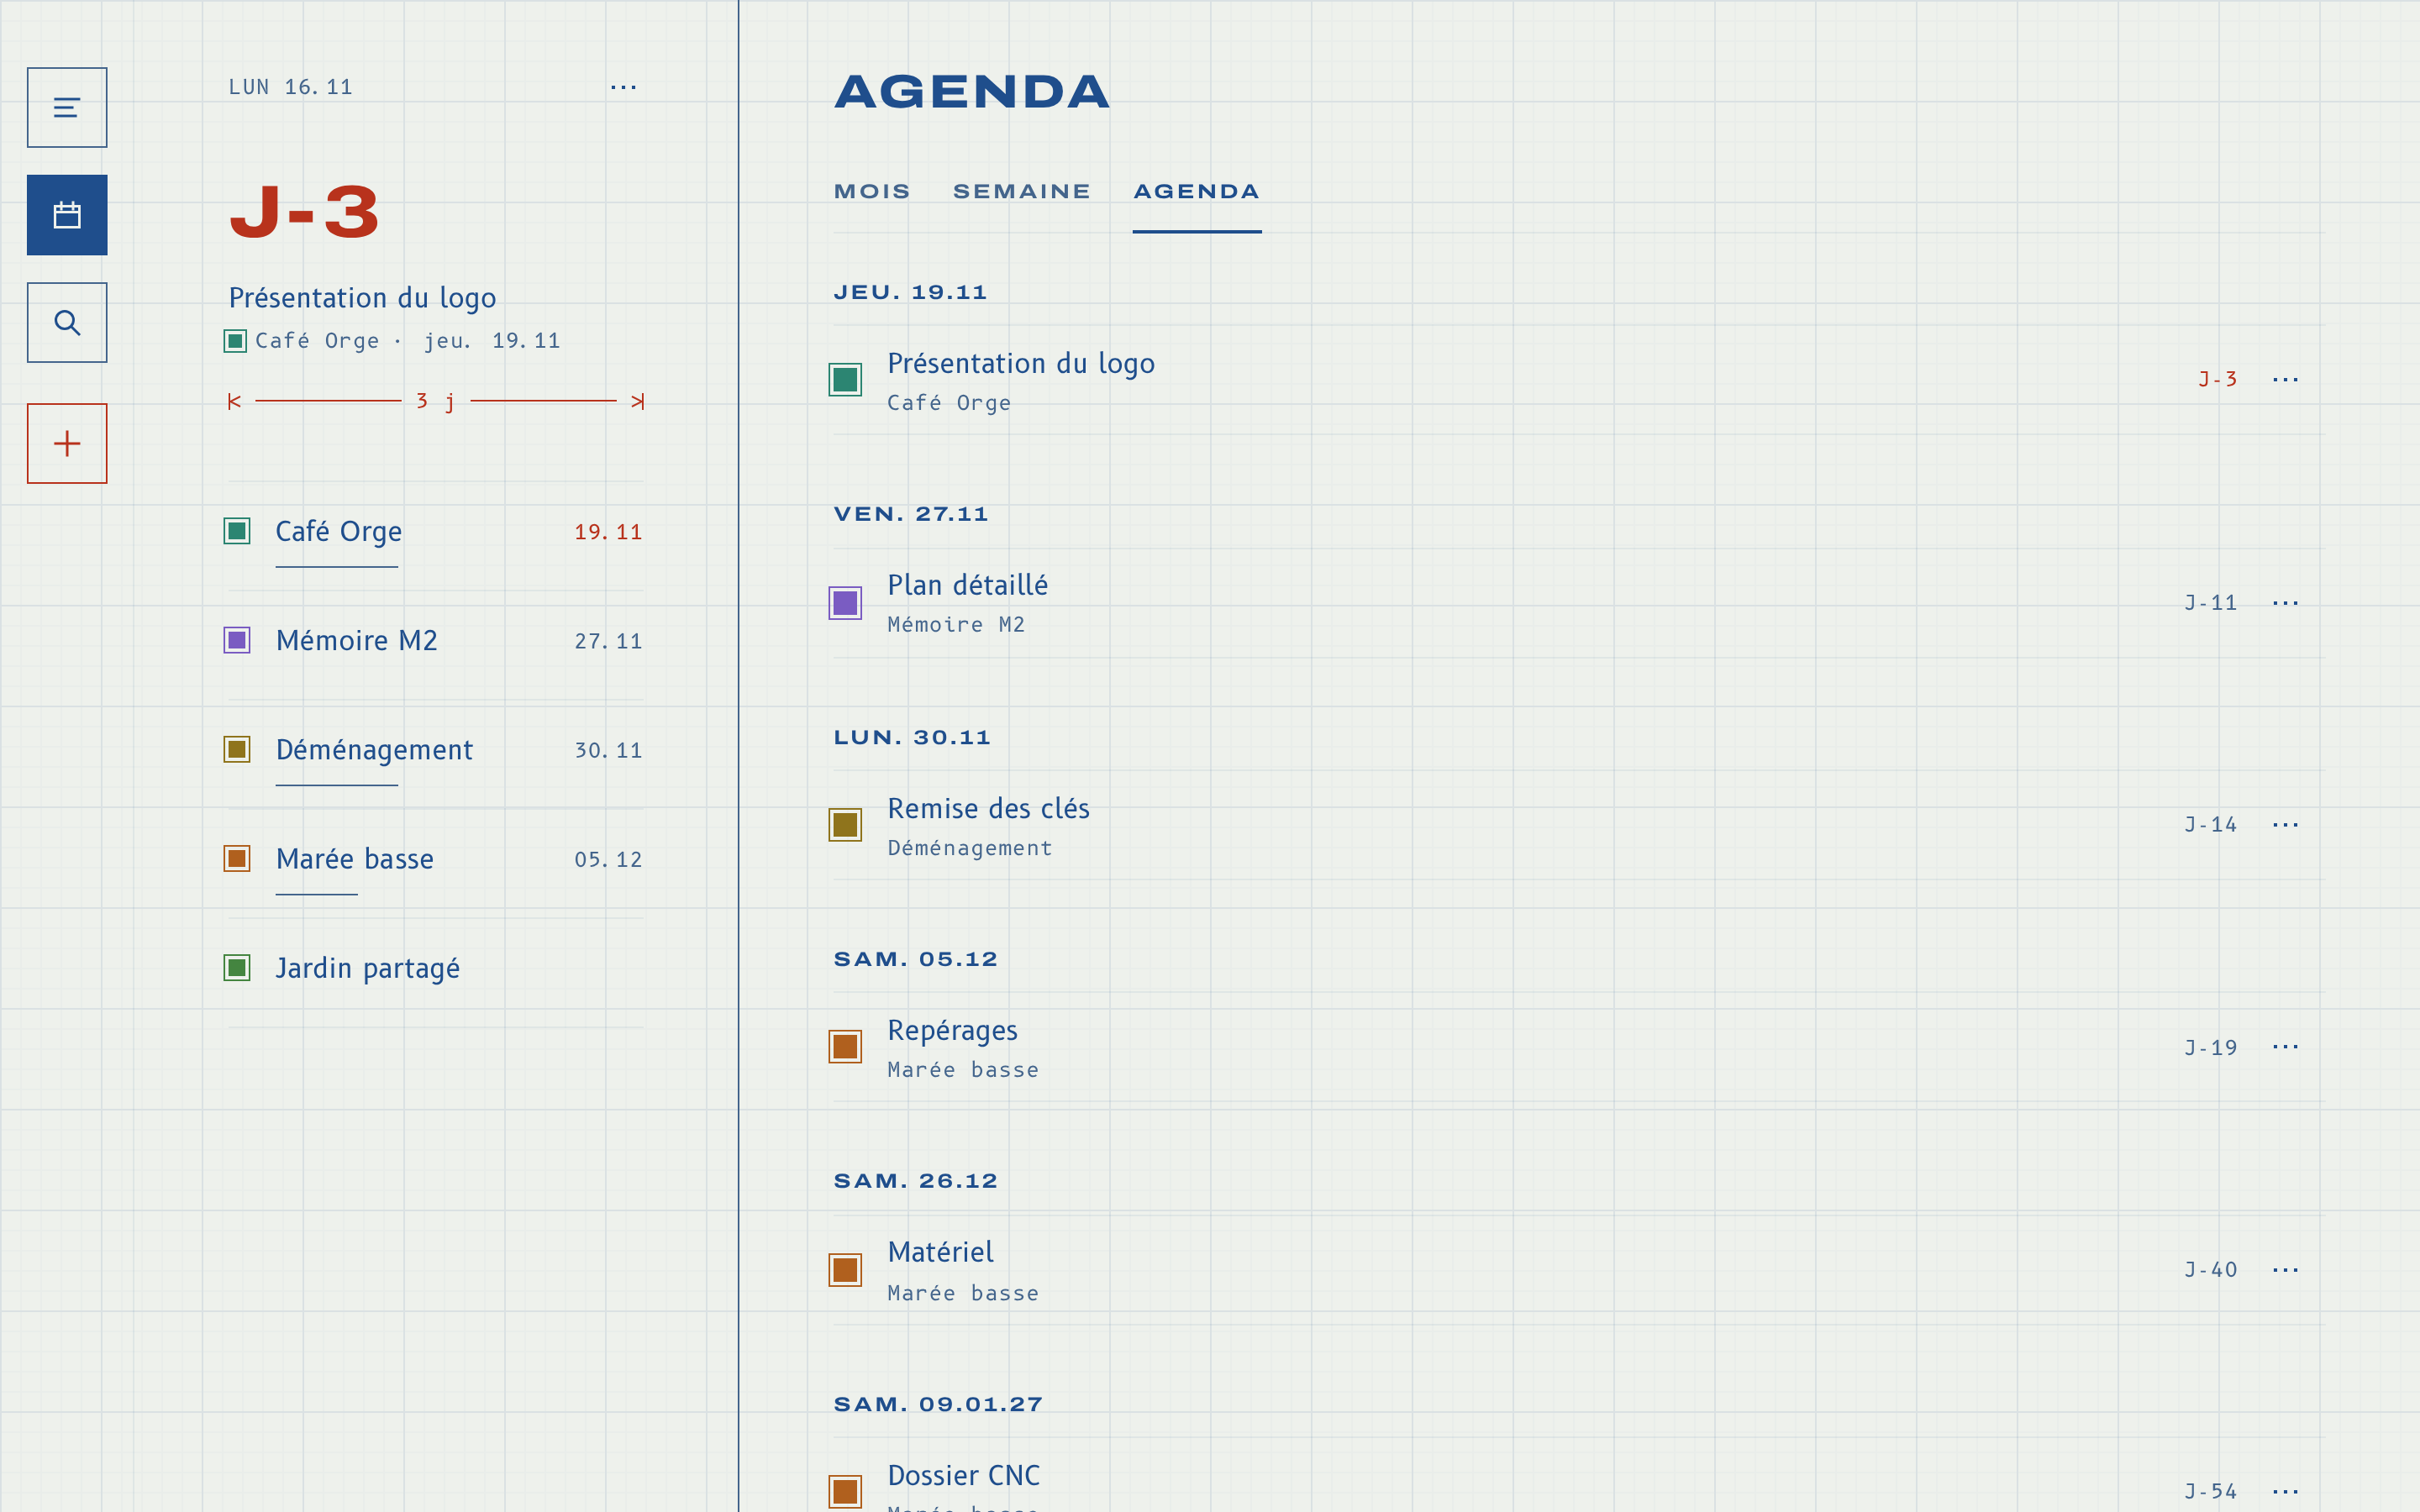 LUN 16.11
J-3
Présentation du logo
Café Orge · jeu. 19.11
3 j
Café Orge 19.11
Mémoire M2 27.11
Déménagement 30.11
Marée basse 05.12
Jardin partagé
AGENDA
MOIS SEMAINE AGENDA
JEU. 19.11
Présentation du logo
Café Orge
J-3
VEN. 27.11
Plan détaillé
Mémoire M2
J-11
LUN. 30.11
Remise des clés
Déménagement
J-14
SAM. 05.12
Repérages
Marée basse
J-19
SAM. 26.12
Matériel
Marée basse
J-40
SAM. 09.01.27
Dossier CNC
J-54